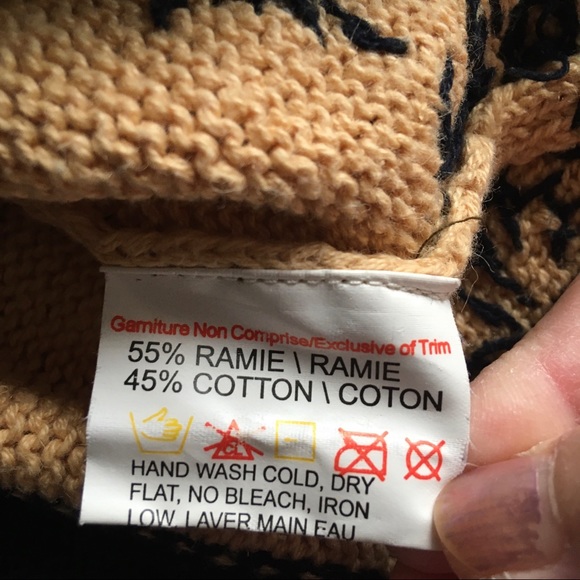 Garniture Non Comprise/Exclusive of Trim
55% RAMIE \ RAMIE
45% COTTON \ COTON
CL
HAND WASH COLD, DRY
FLAT, NO BLEACH, IRON
LOW, LAVER MAIN EAU